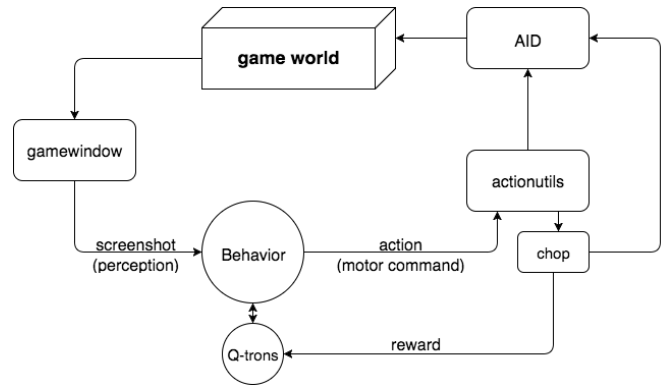 game world
AID
gamewindow
actionutils
screenshot
(perception)
Behavior
action
(motor command)
chop
Q-trons
reward